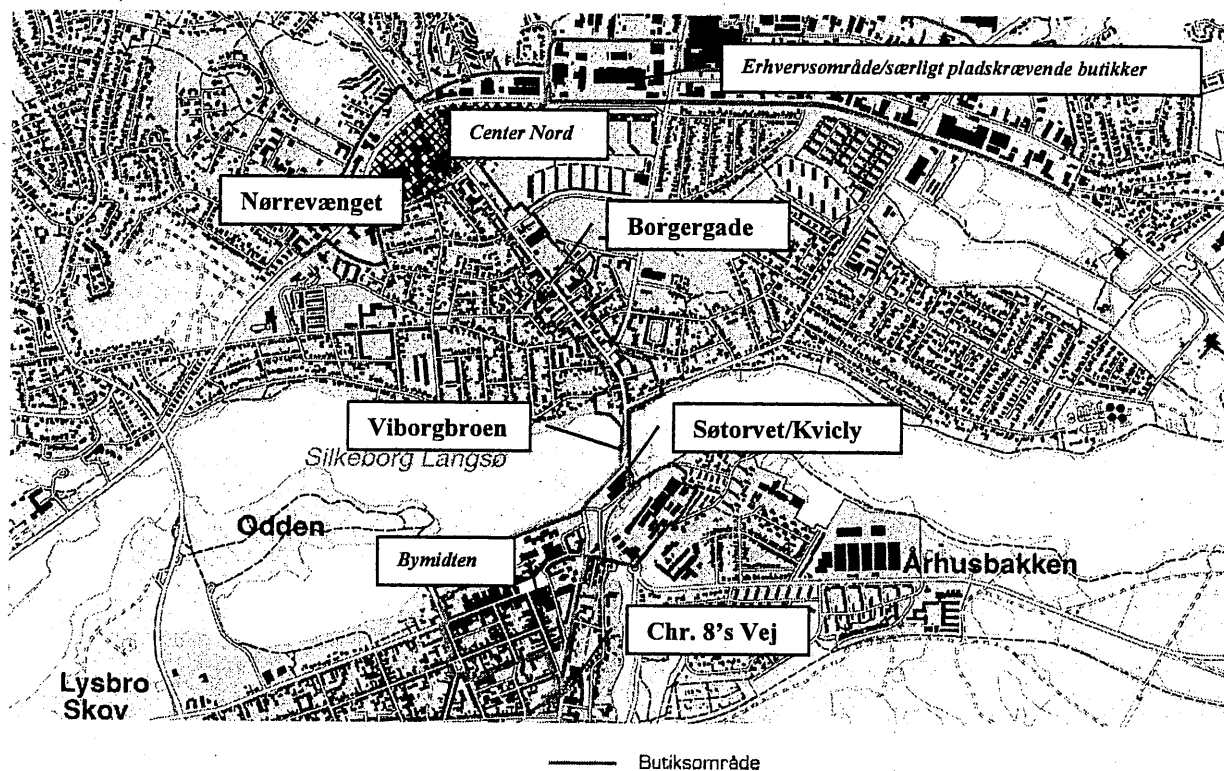 Erhvervsområde/særligt pladskrævende butikker
Center Nord
Nørrevænget
Borgergade
Viborgbroen
Søtorvet/Kvicly
Silkeborg Langsø
Odden
Bymidten
Århusbakken
Chr. 8's Vej
Lysbro
Skov
Butiksområde